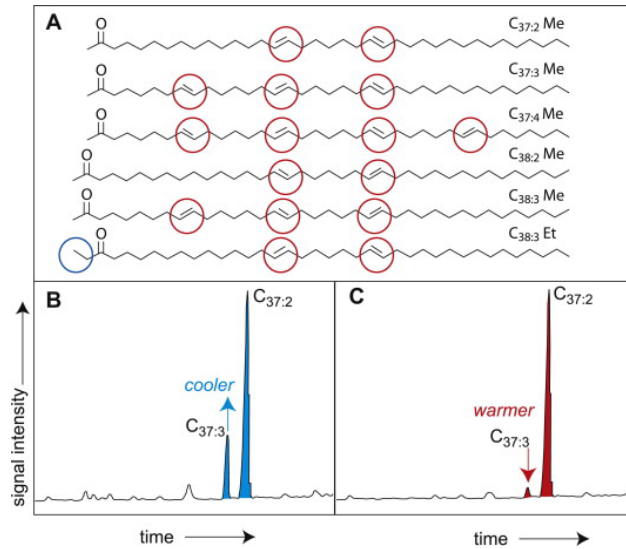 A
O
C37:2 Me
O
C37:3 Me
O
C37:4 Me
O
C38:2 Me
O
C38:3 Me
O
C38:3 Et
B
C37:2
cooler
C37:3
C
C37:2
warmer
C37:3
signal intensity
time
time